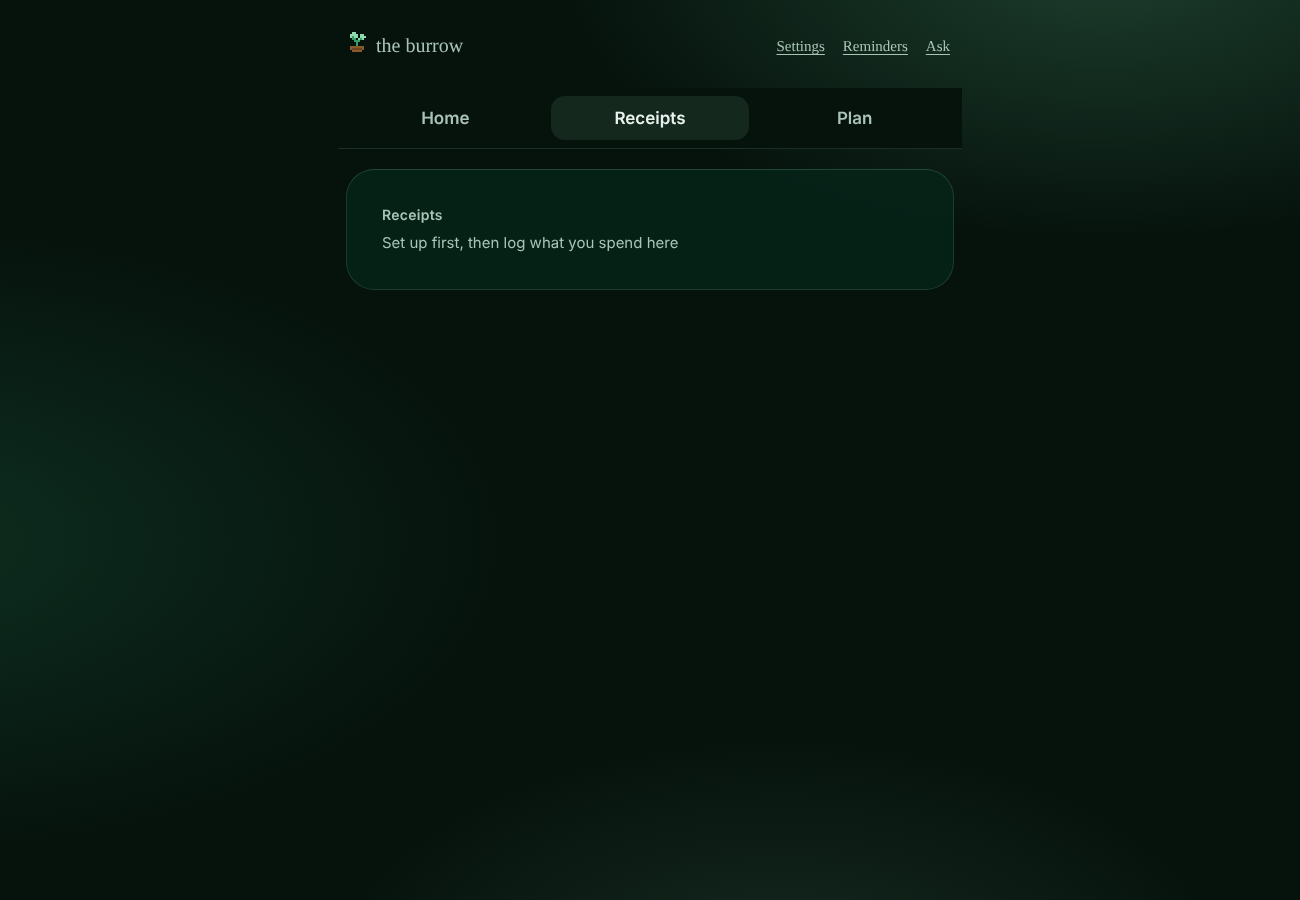 the burrow
Settings Reminders Ask
Home Receipts Plan
Receipts
Set up first, then log what you spend here